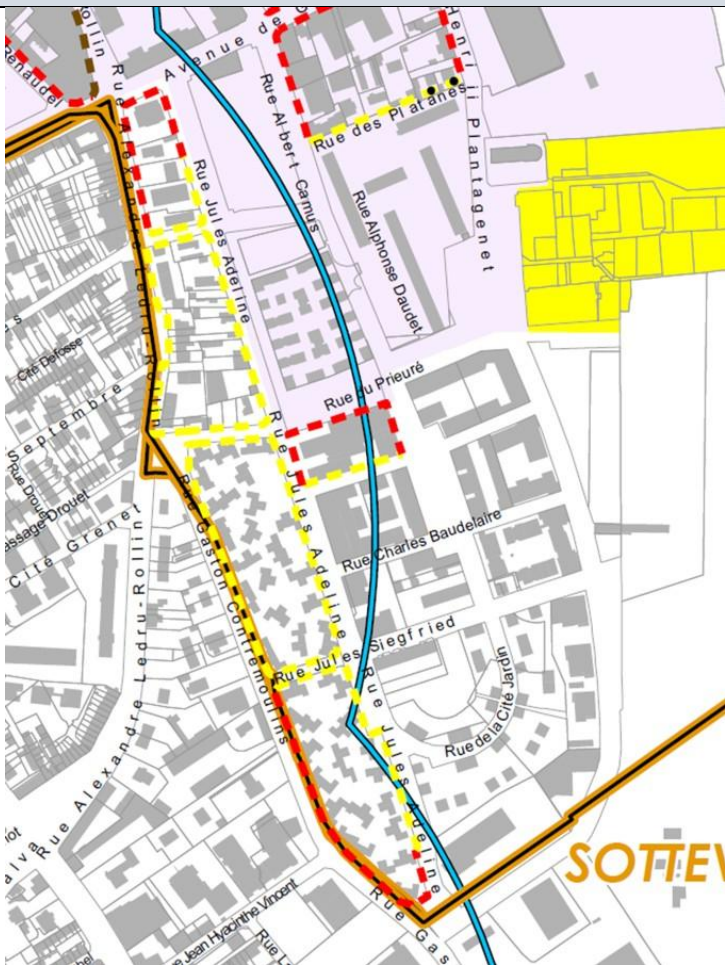 Rollin
Renaudel
Rue Alexandre Ledru-Rollin
Avenue de
Rue Albert Camus
Henri ii Plantagenet
Rue des Platanes
Rue Jules Adeline
Rue Alphonse Daudet
Cité Defosse
Septembre
Rue du Prieuré
Rue Drouet
Passage Drouet
Cité Grenet
Rue Jules Adeline
Rue Charles Baudelaire
Rue Gaston Contremoulins
Rue Alexandre Ledru-Rollin
Rue Jules Siegfried
Rue de la Cité Jardin
Rue Jules Adeline
SOTTEV
Rue Jean Hyacinthe Vincent
Rue Gas